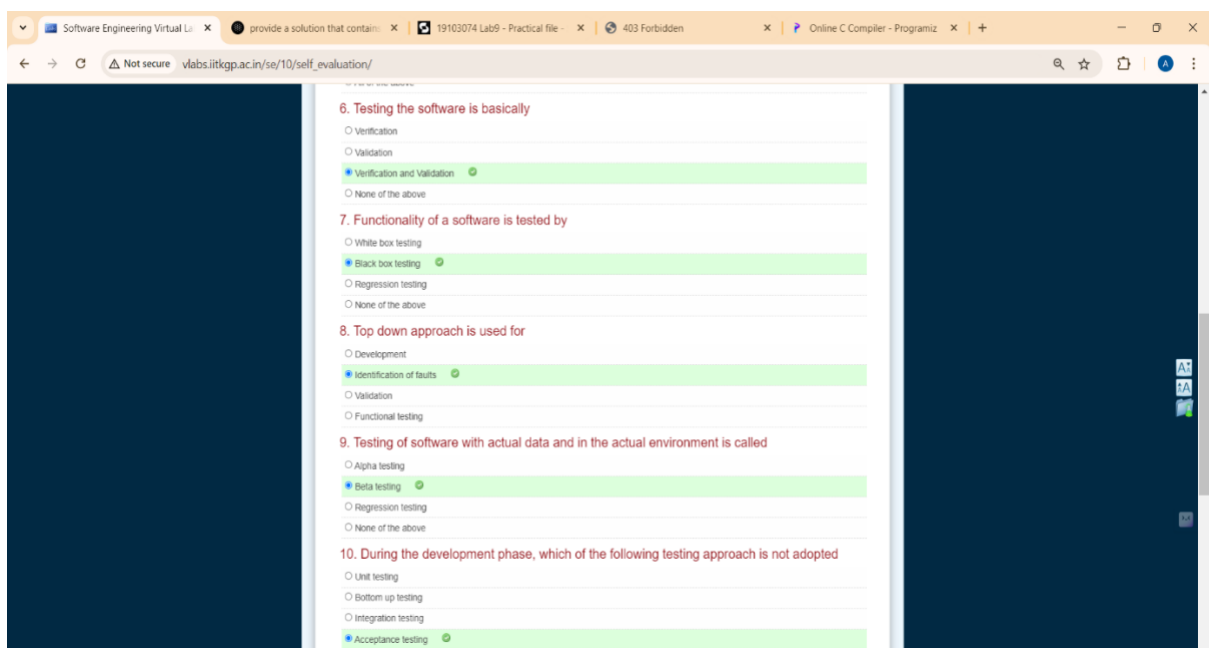 Software Engineering Virtual La
provide a solution that contain
19103074 Lab9 - Practical file -
403 Forbidden
Online C Compiler - Programiz
Not secure
vlabs.iitkgp.ac.in/se/10/self_evaluation/
A
6. Testing the software is basically
Verification
Validation
Verification and Validation
None of the above
7. Functionality of a software is tested by
White box testing
Black box testing
Regression testing
None of the above
8. Top down approach is used for
Development
Identification of faults
Validation
Functional testing
9. Testing of software with actual data and in the actual environment is called
Alpha testing
Beta testing
Regression testing
None of the above
10. During the development phase, which of the following testing approach is not adopted
Unit testing
Bottom up testing
Integration testing
Acceptance testing